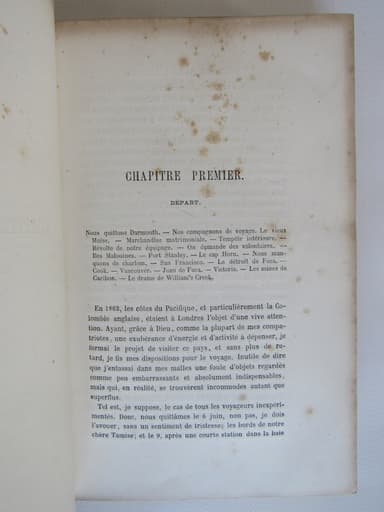 CHAPITRE PREMIER.
DÉPART.
Nous quittons Darmouth. — Nos compagnons de voyage. Le vieux
Moïse. — Marchandise matrimoniale. — Tempête intérieure. —
Révolte de notre équipage. — On demande des volontaires. —
Iles Malouines. — Port Stanley. — Le cap Horn. — Nous man-
quons de charbon. — San Francisco. — Le détroit de Fuca. —
Cook. — Vancouver. — Juan de Fuca. — Victoria. — Les mines de
Cariboo. — Le drame de William's Creek.
En 1862, les côtes du Pacifique, et particulièrement la Co-
lombie anglaise, étaient à Londres l'objet d'une vive atten-
tion. Ayant, grâce à Dieu, comme la plupart de mes compa-
triotes, une exubérance d'énergie et d'activité à dépenser, je
formai le projet de visiter ce pays, et sans plus de re-
tard, je fis mes dispositions pour le voyage. Inutile de dire
que j'entassai dans mes malles une foule d'objets regardés
comme peu embarrassants et absolument indispensables,
mais qui, en réalité, se trouvèrent incommodes autant que
superflus.
Tel est, je suppose, le cas de tous les voyageurs inexpéri-
mentés. Donc, nous quittâmes le 6 juin, non pas, je dois
l'avouer, sans un sentiment de tristesse; les bords de notre
chère Tamise; et le 9, après une courte station dans la baie